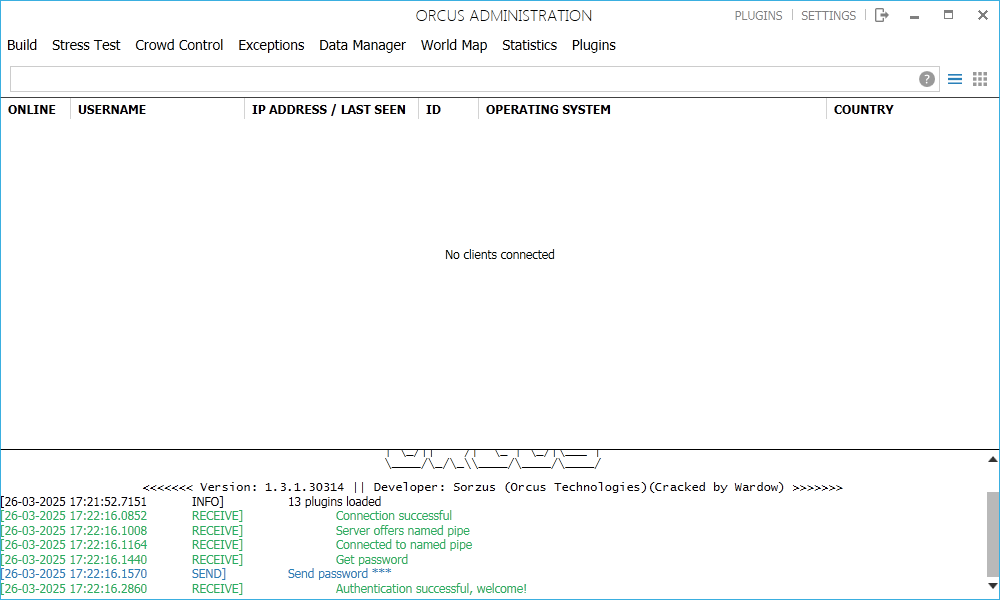 ORCUS ADMINISTRATION
PLUGINS SETTINGS
Build Stress Test Crowd Control Exceptions Data Manager World Map Statistics Plugins
?
ONLINE USERNAME IP ADDRESS / LAST SEEN ID OPERATING SYSTEM COUNTRY
No clients connected
<<<<<<< Version: 1.3.1.30314 || Developer: Sorzus (Orcus Technologies)(Cracked by Wardow) >>>>>>>
[26-03-2025 17:21:52.7151 INFO] 13 plugins loaded
[26-03-2025 17:22:16.0852 RECEIVE] Connection successful
[26-03-2025 17:22:16.1008 RECEIVE] Server offers named pipe
[26-03-2025 17:22:16.1164 RECEIVE] Connected to named pipe
[26-03-2025 17:22:16.1440 RECEIVE] Get password
[26-03-2025 17:22:16.1570 SEND] Send password ***
[26-03-2025 17:22:16.2860 RECEIVE] Authentication successful, welcome!